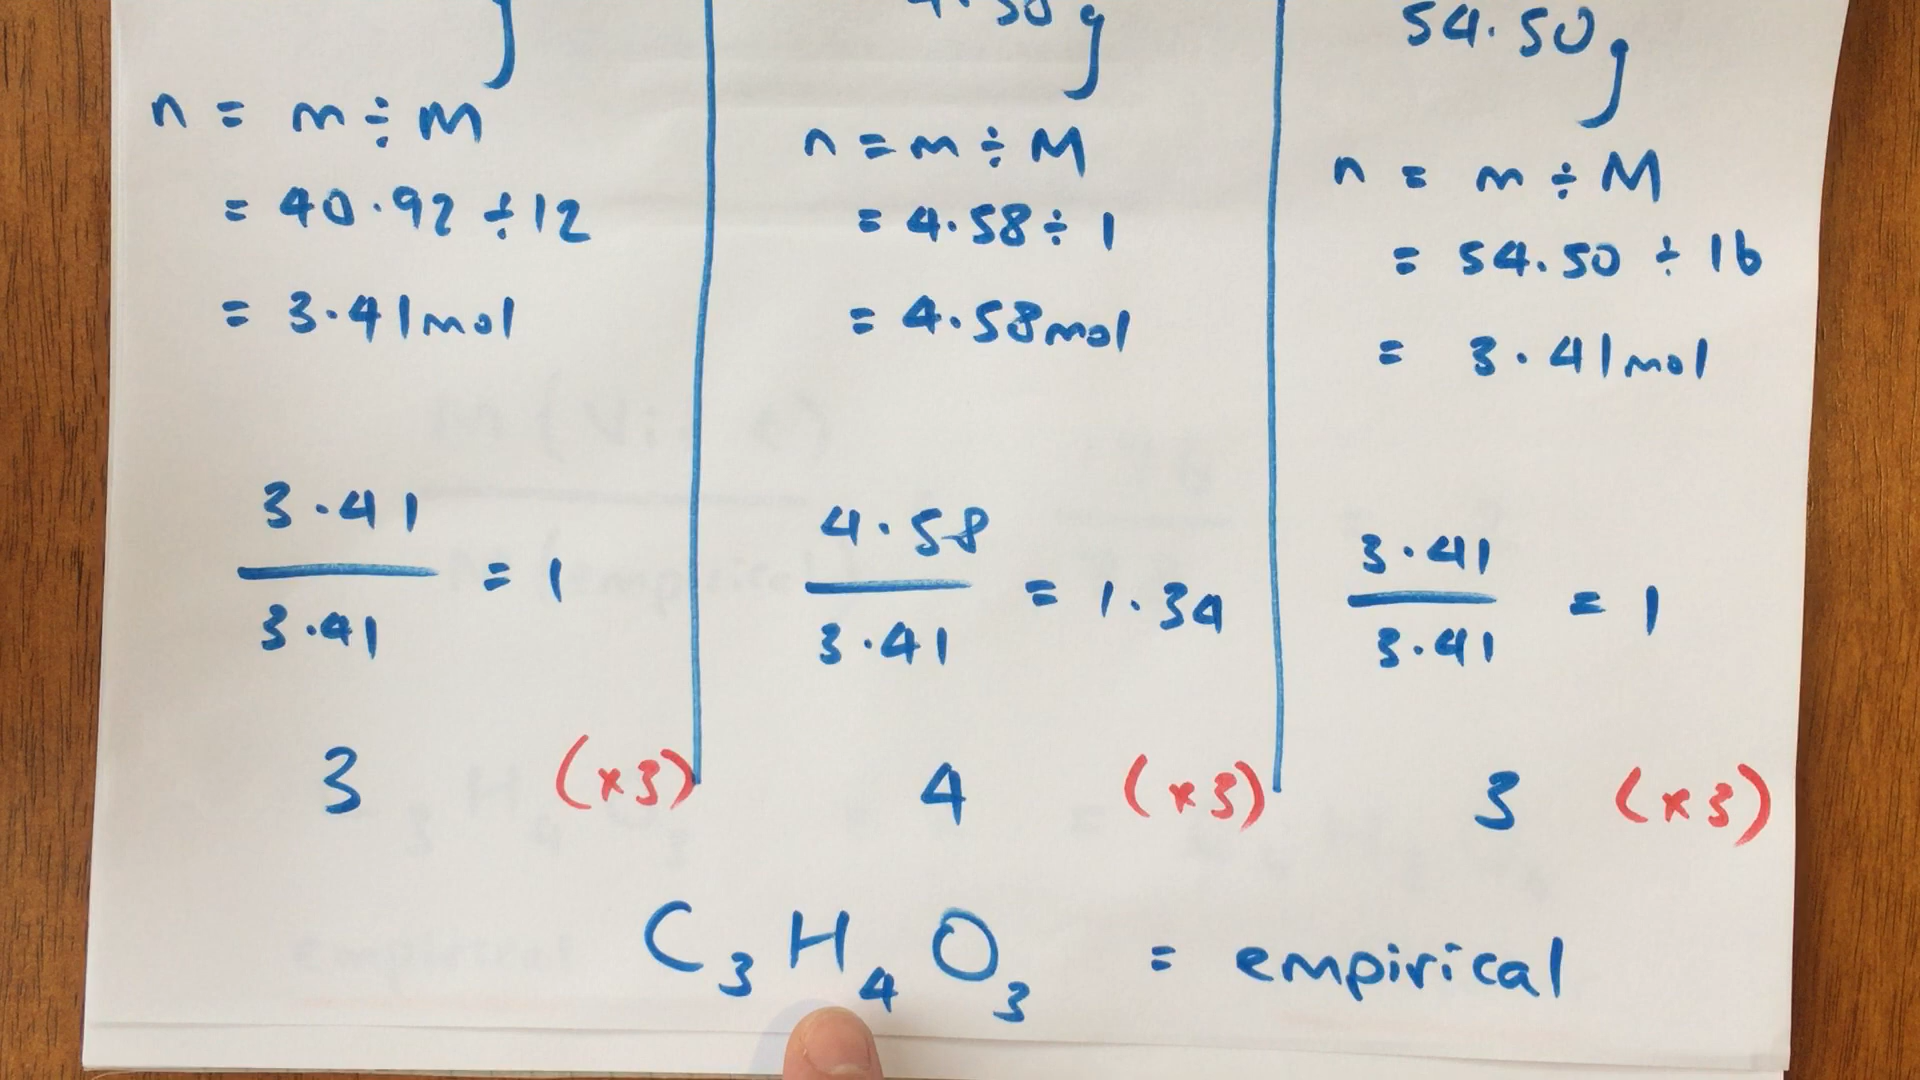 g
54.50g
n = m ÷ M
= 40.92 ÷ 12
= 3.41mol
3.41
3.41
= 1
3 (×3)
n = m ÷ M
= 4.58 ÷ 1
= 4.58mol
4.58
3.41
= 1.34
4 (×3)
n = m ÷ M
= 54.50 ÷ 16
= 3.41mol
3.41
3.41
= 1
3 (×3)
C3H4O3 = empirical